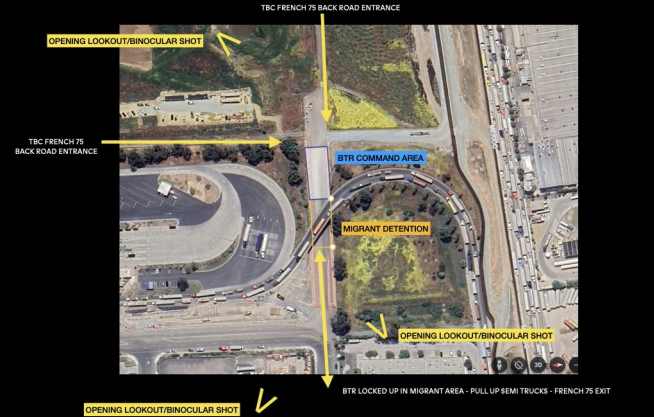 TBC FRENCH 75 BACK ROAD ENTRANCE
OPENING LOOKOUT/BINOCULAR SHOT
TBC FRENCH 75
BACK ROAD ENTRANCE
BTR COMMAND AREA
MIGRANT DETENTION
OPENING LOOKOUT/BINOCULAR SHOT
3D
BTR LOCKED UP IN MIGRANT AREA - PULL UP SEMI TRUCKS - FRENCH 75 EXIT
OPENING LOOKOUT/BINOCULAR SHOT